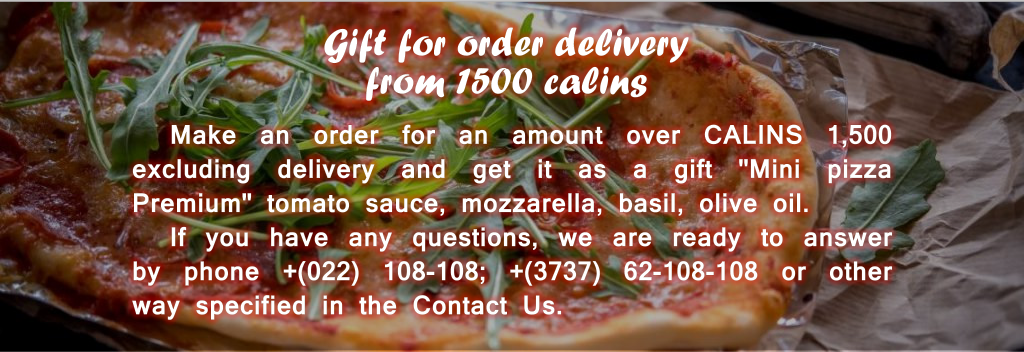 Gift for order delivery
from 1500 calins
Make an order for an amount over CALINS 1,500
excluding delivery and get it as a gift "Mini pizza
Premium" tomato sauce, mozzarella, basil, olive oil.
If you have any questions, we are ready to answer
by phone +(022) 108-108; +(3737) 62-108-108 or other
way specified in the Contact Us.